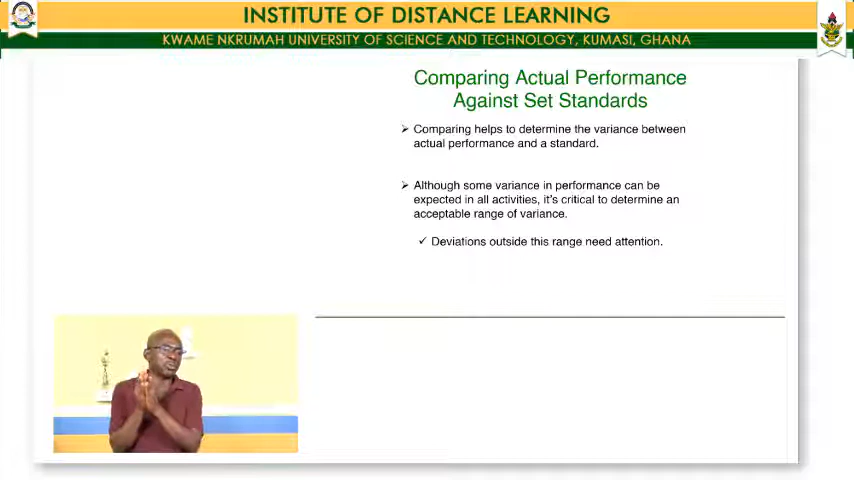 INSTITUTE OF DISTANCE LEARNING
KWAME NKRUMAH UNIVERSITY OF SCIENCE AND TECHNOLOGY, KUMASI, GHANA
Comparing Actual Performance
Against Set Standards
➢ Comparing helps to determine the variance between
actual performance and a standard.
➢ Although some variance in performance can be
expected in all activities, it's critical to determine an
acceptable range of variance.
✓ Deviations outside this range need attention.